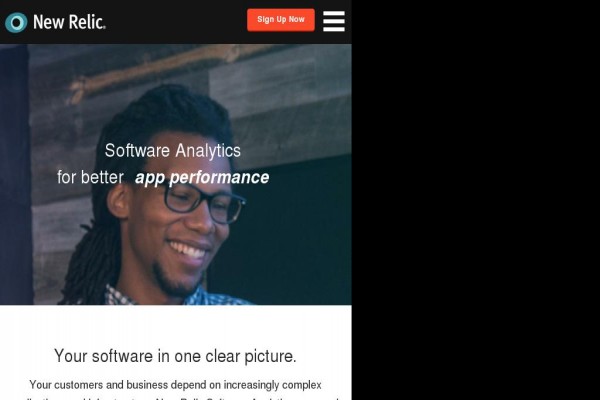 New Relic.
Sign Up Now
Software Analytics
for better app performance
Your software in one clear picture.
Your customers and business depend on increasingly complex